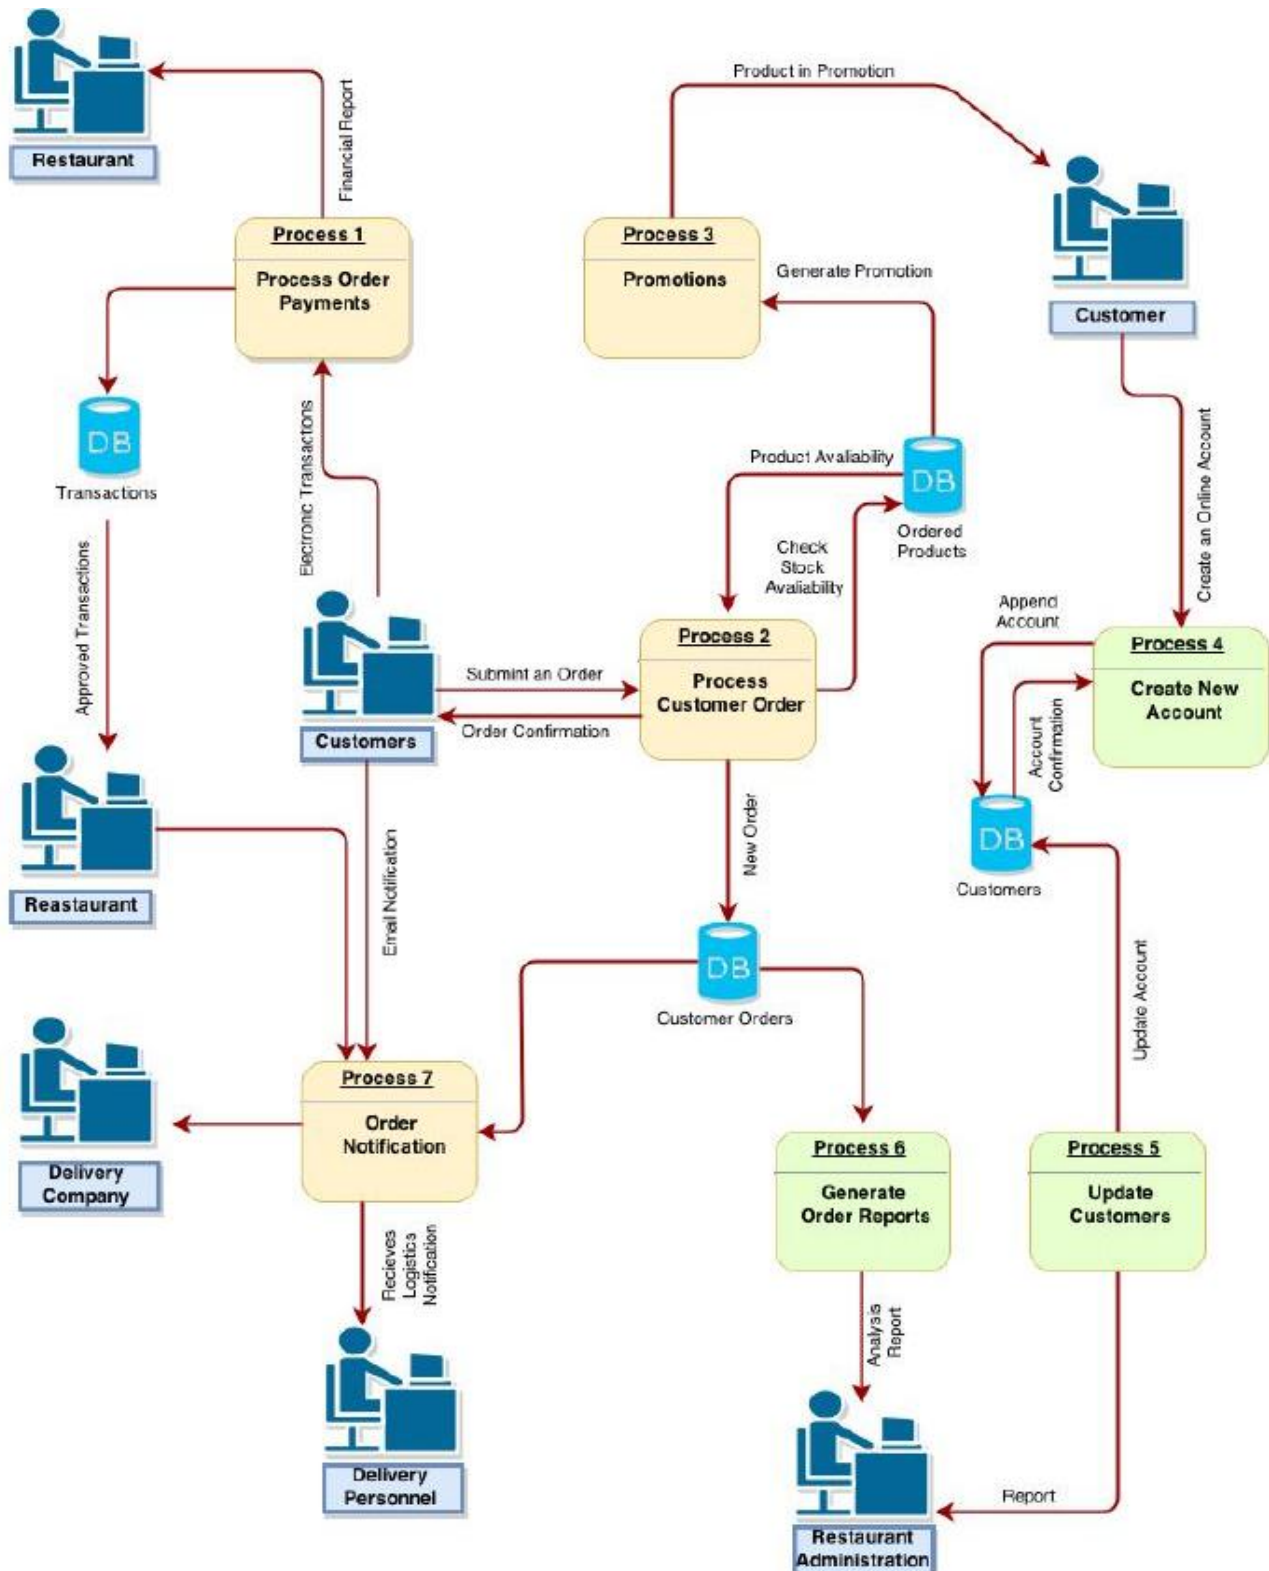 Restaurant
Financial Report
Product in Promotion
Process 1
Process Order
Payments
Process 3
Promotions
Generate Promotion
Customer
DB
Transactions
Electronic Transactions
Product Avaliability
DB
Ordered
Products
Check
Stock
Avaliability
Create an Online Account
Approved Transactions
Customers
Submint an Order
Order Confirmation
Process 2
Process
Customer Order
Append
Account
Process 4
Create New
Account
Account
Confirmation
DB
Customers
Reastaurant
Email Notification
New Order
DB
Customer Orders
Update Account
Delivery
Company
Process 7
Order
Notification
Process 6
Generate
Order Reports
Process 5
Update
Customers
Recieves
Logistics
Notification
Analysis
Report
Delivery
Personnel
Report
Restaurant
Administration